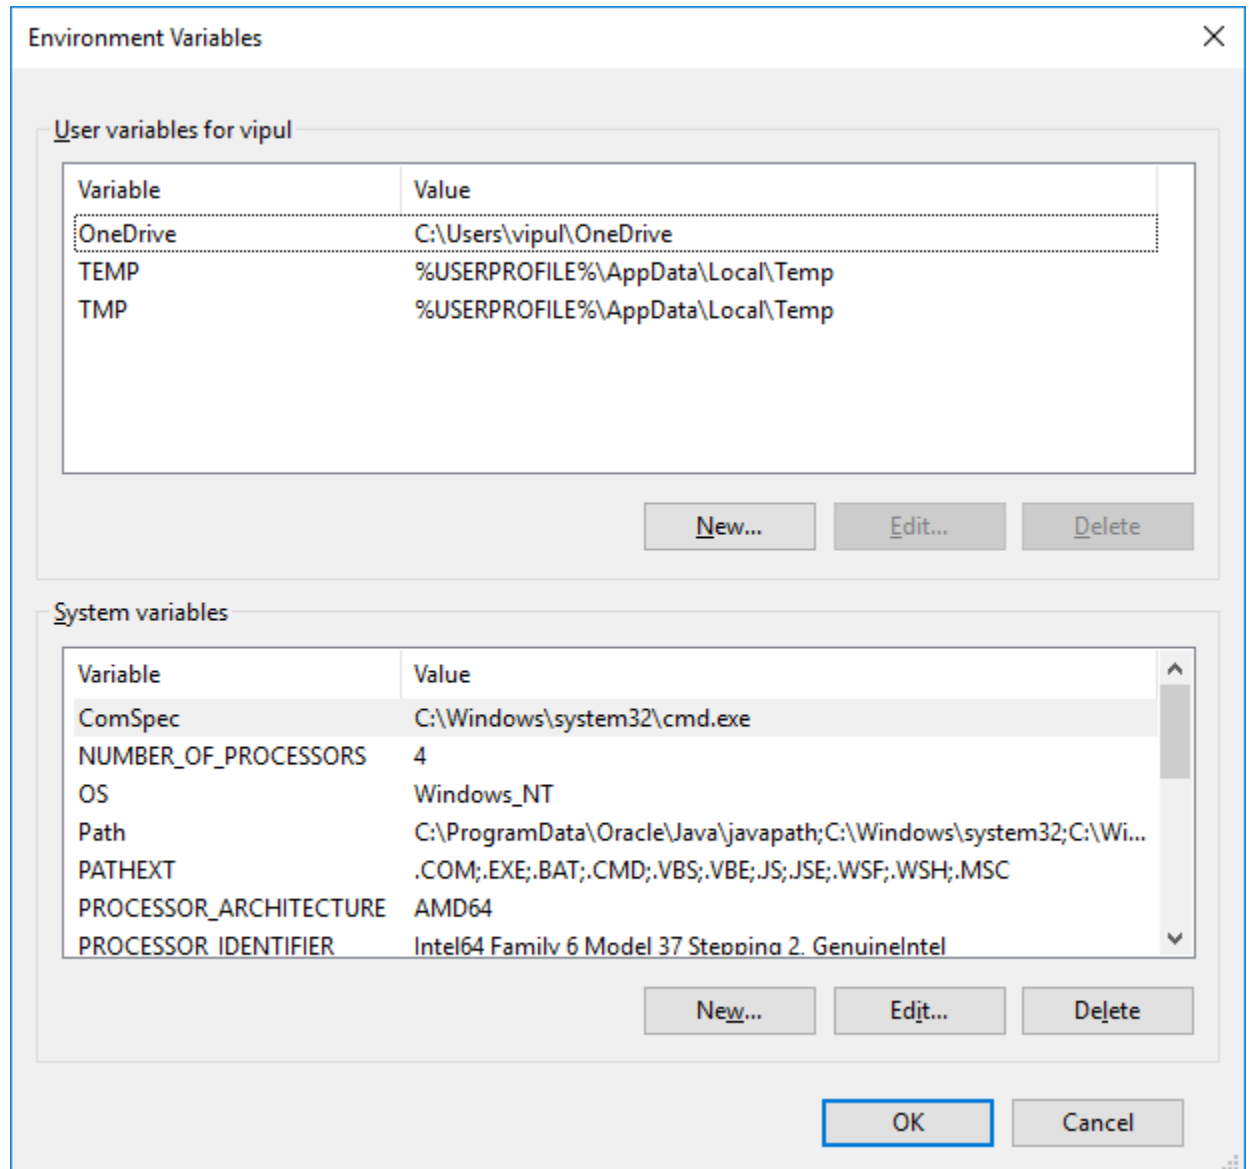 Environment Variables
User variables for vipul
Variable Value
OneDrive C:\Users\vipul\OneDrive
TEMP %USERPROFILE%\AppData\Local\Temp
TMP %USERPROFILE%\AppData\Local\Temp
New... Edit... Delete
System variables
Variable Value
ComSpec C:\Windows\system32\cmd.exe
NUMBER_OF_PROCESSORS 4
OS Windows_NT
Path C:\ProgramData\Oracle\Java\javapath;C:\Windows\system32;C:\Wi...
PATHEXT .COM;.EXE;.BAT;.CMD;.VBS;.VBE;.JS;.JSE;.WSF;.WSH;.MSC
PROCESSOR_ARCHITECTURE AMD64
PROCESSOR_IDENTIFIER Intel64 Family 6 Model 37 Stepping 2, GenuineIntel
New... Edit... Delete
OK Cancel